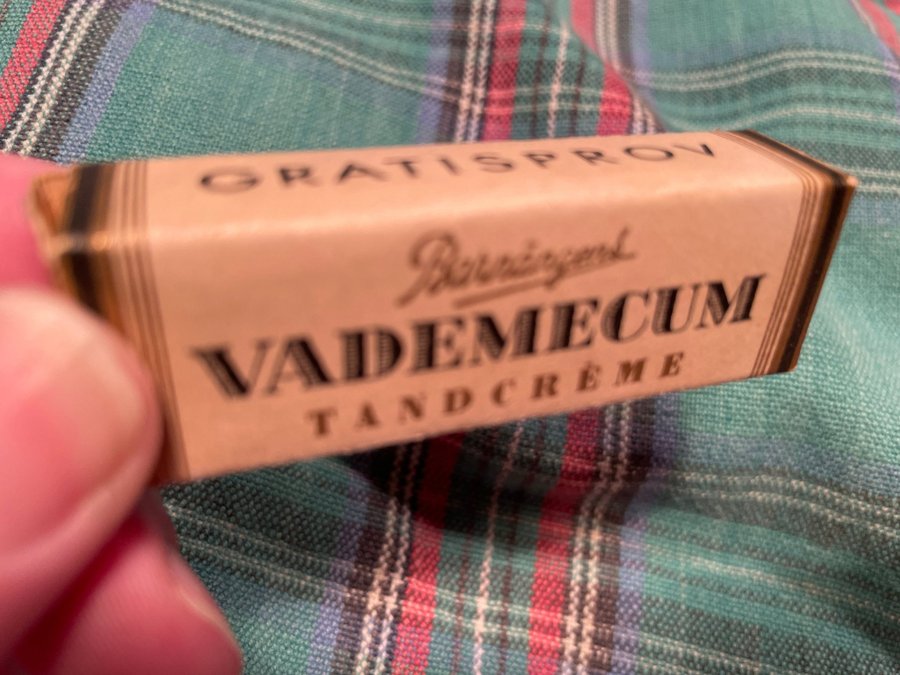 GRATISPROV
Barnängens
VADEMECUM
TANDCRÈME